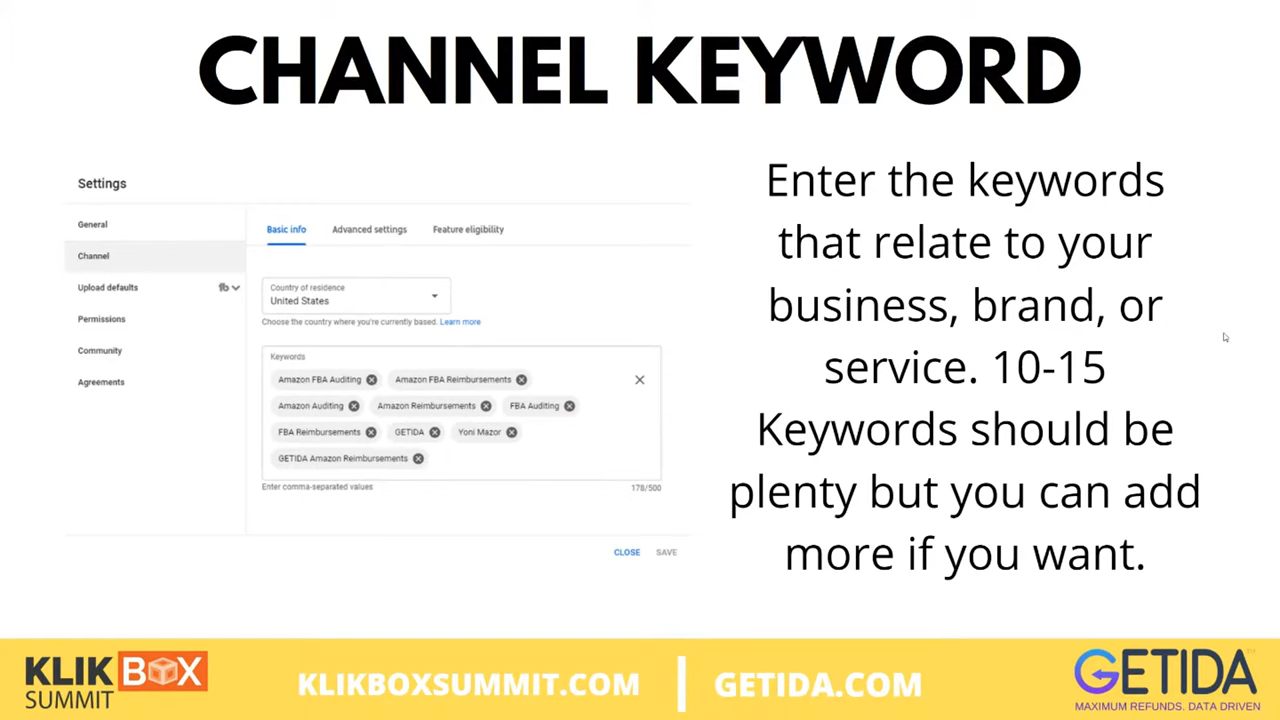 CHANNEL KEYWORD
Settings
General
Channel
Upload defaults
Permissions
Community
Agreements
Basic info Advanced settings Feature eligibility
Country of residence
United States
Choose the country where you're currently based. Learn more
Keywords
Amazon FBA Auditing Amazon FBA Reimbursements
Amazon Auditing Amazon Reimbursements FBA Auditing
FBA Reimbursements GETIDA Yoni Mazor
GETIDA Amazon Reimbursements
Enter comma-separated values 178/500
CLOSE SAVE
Enter the keywords
that relate to your
business, brand, or
service. 10-15
Keywords should be
plenty but you can add
more if you want.
KLIK BOX
SUMMIT
KLIKBOXSUMMIT.COM | GETIDA.COM
GETIDA
MAXIMUM REFUNDS. DATA DRIVEN